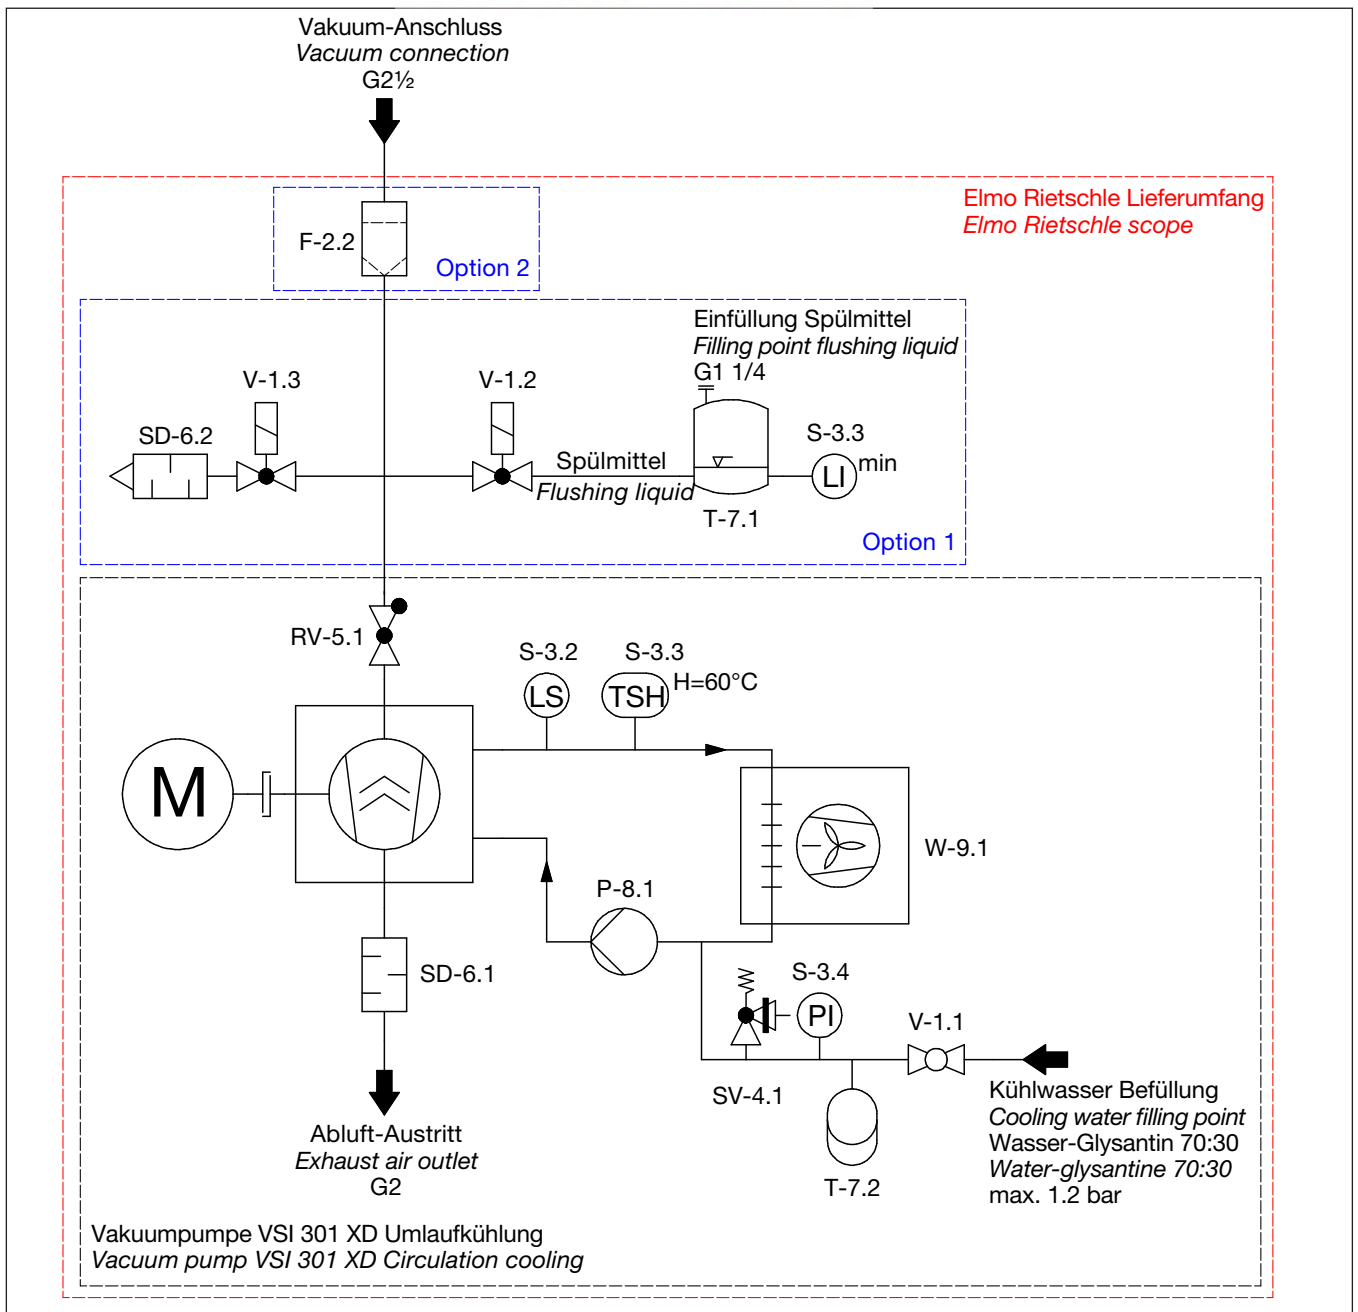 Vakuum-Anschluss
Vacuum connection
G2½
Elmo Rietschle Lieferumfang
Elmo Rietschle scope
F-2.2
Option 2
Einfüllung Spülmittel
Filling point flushing liquid
G1 1/4
V-1.3
V-1.2
SD-6.2
S-3.3
min
LI
Spülmittel
Flushing liquid
T-7.1
Option 1
RV-5.1
S-3.2
S-3.3
LS
TSH
H=60°C
M
W-9.1
P-8.1
SD-6.1
S-3.4
PI
V-1.1
SV-4.1
Kühlwasser Befüllung
Cooling water filling point
Wasser-Glysantin 70:30
Water-glysantine 70:30
max. 1.2 bar
T-7.2
Abluft-Austritt
Exhaust air outlet
G2
Vakuumpumpe VSI 301 XD Umlaufkühlung
Vacuum pump VSI 301 XD Circulation cooling